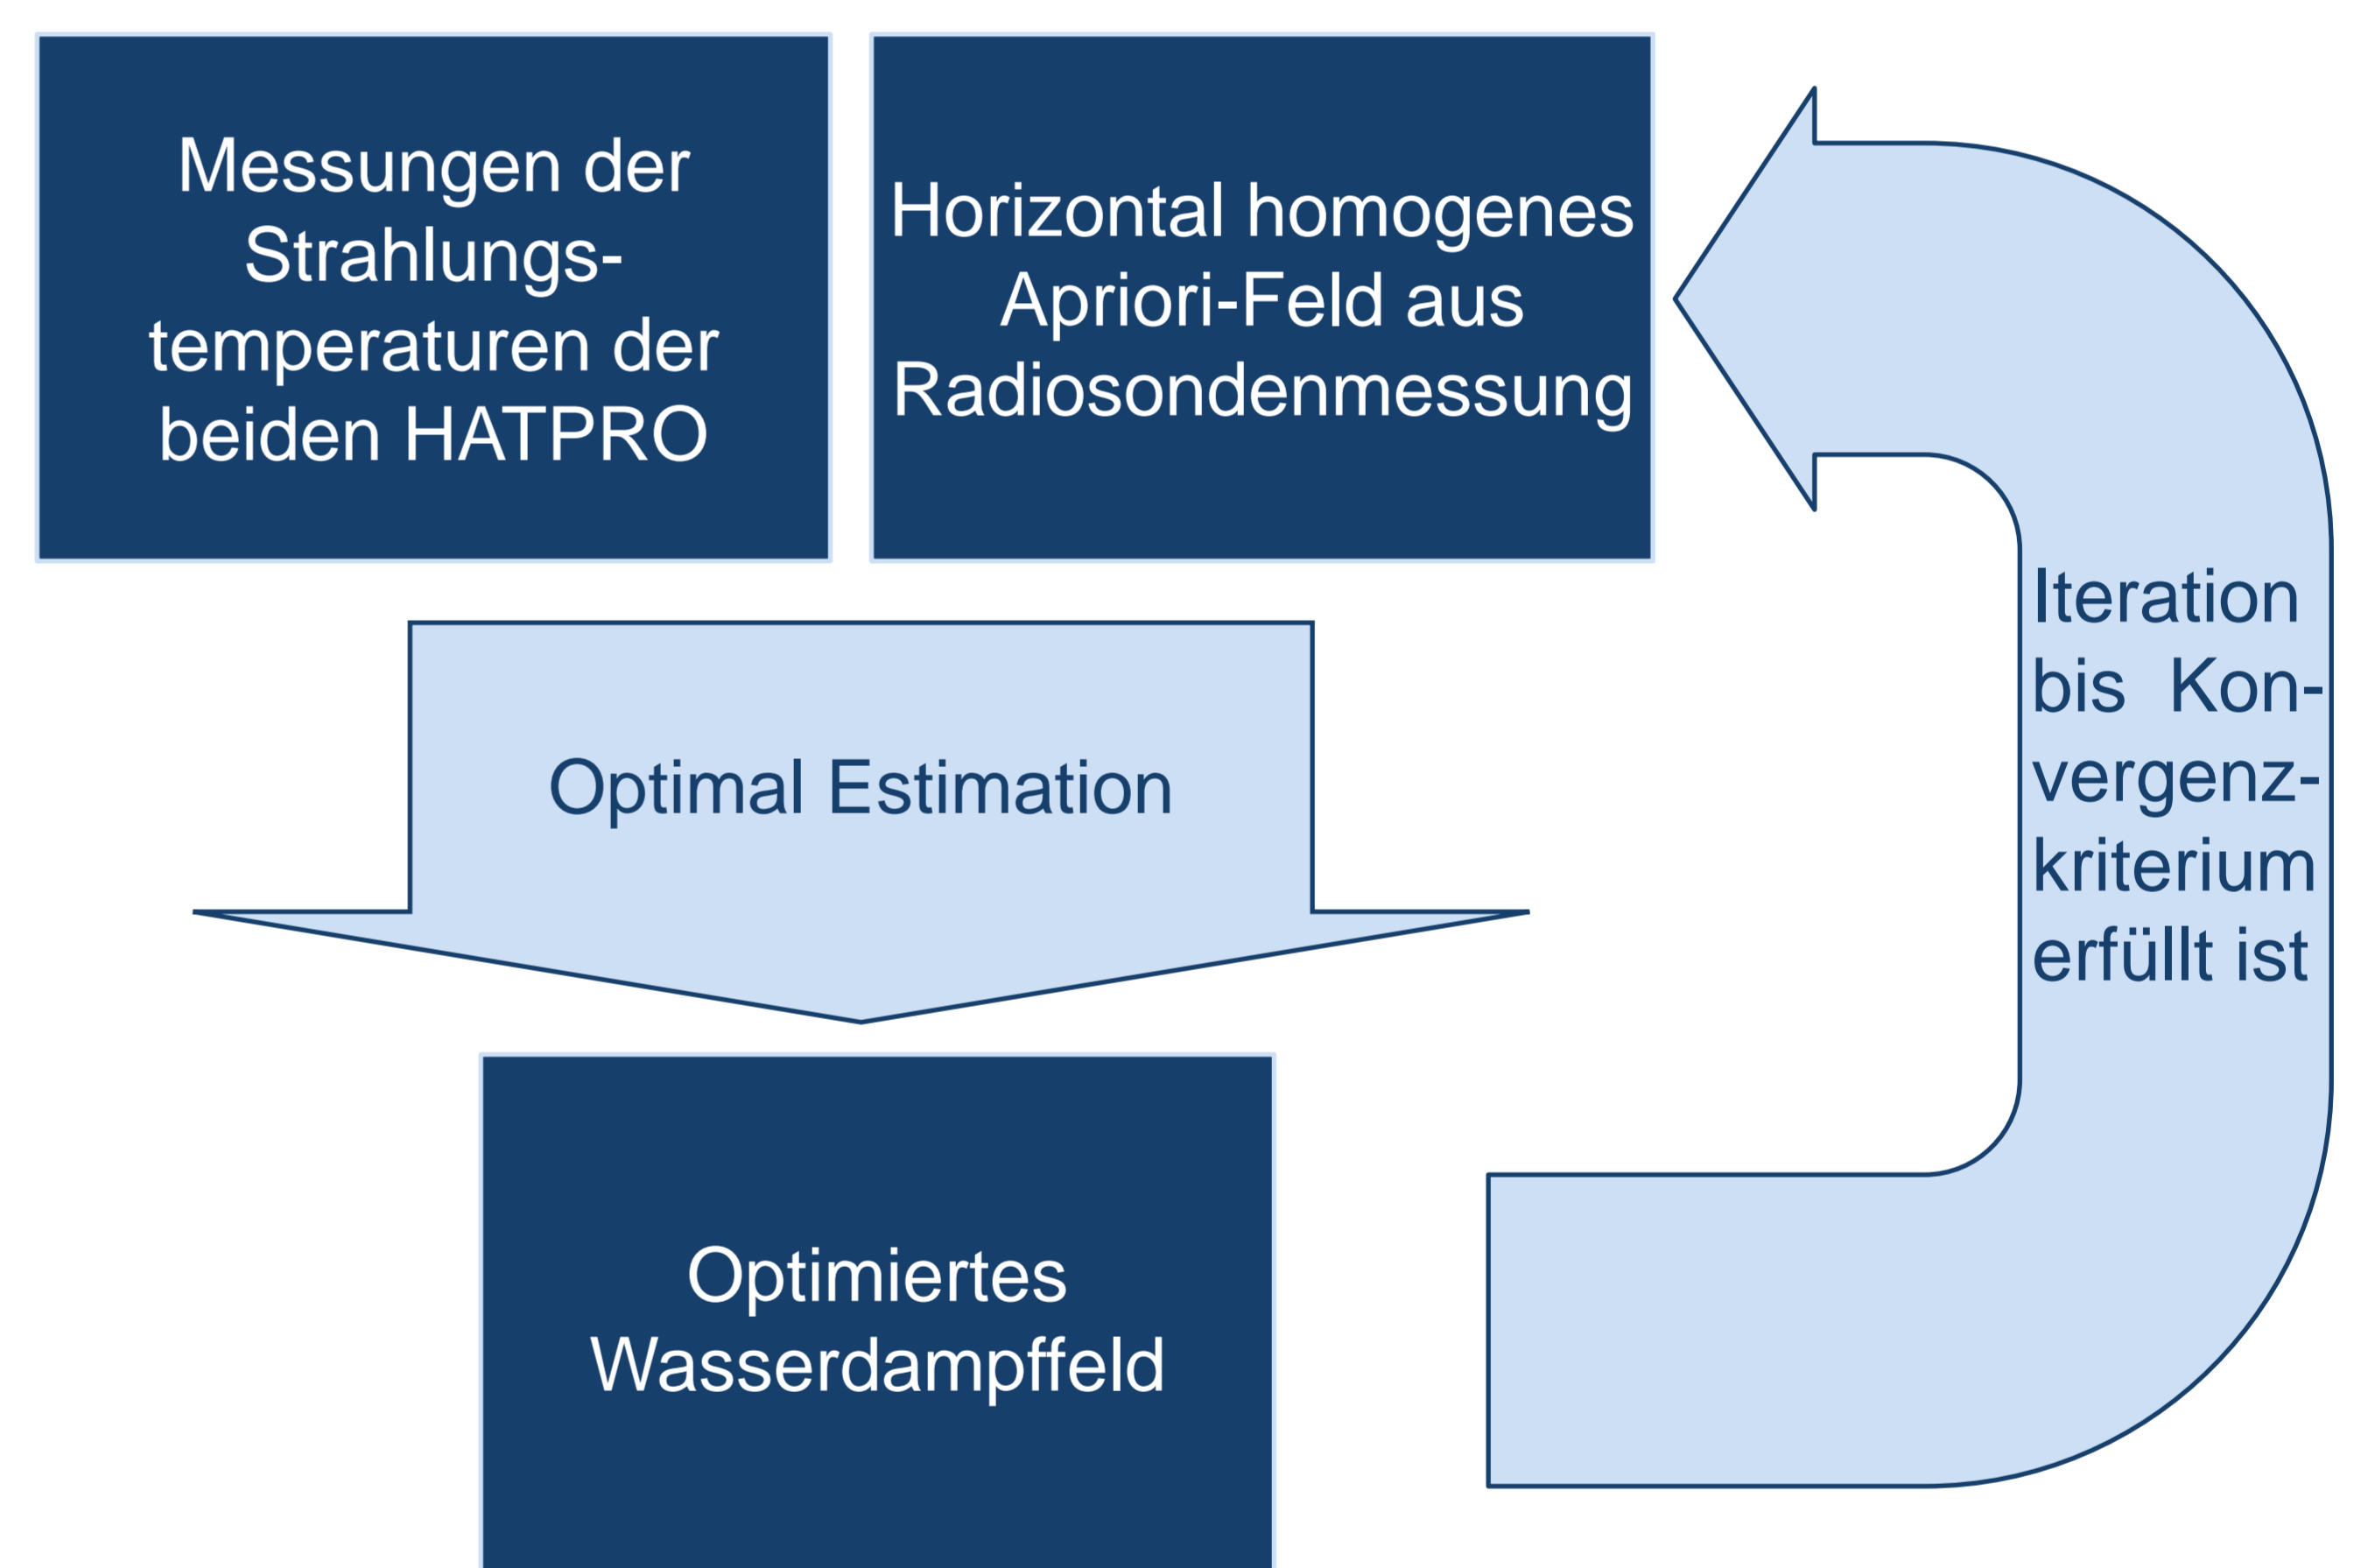 Messungen der
Strahlungs-
temperaturen der
beiden HATPRO
Horizontal homogenes
Apriori-Feld aus
Radiosondenmessung
Optimal Estimation
Iteration
bis Kon-
vergenz-
kriterium
erfüllt ist
Optimiertes
Wasserdampffeld